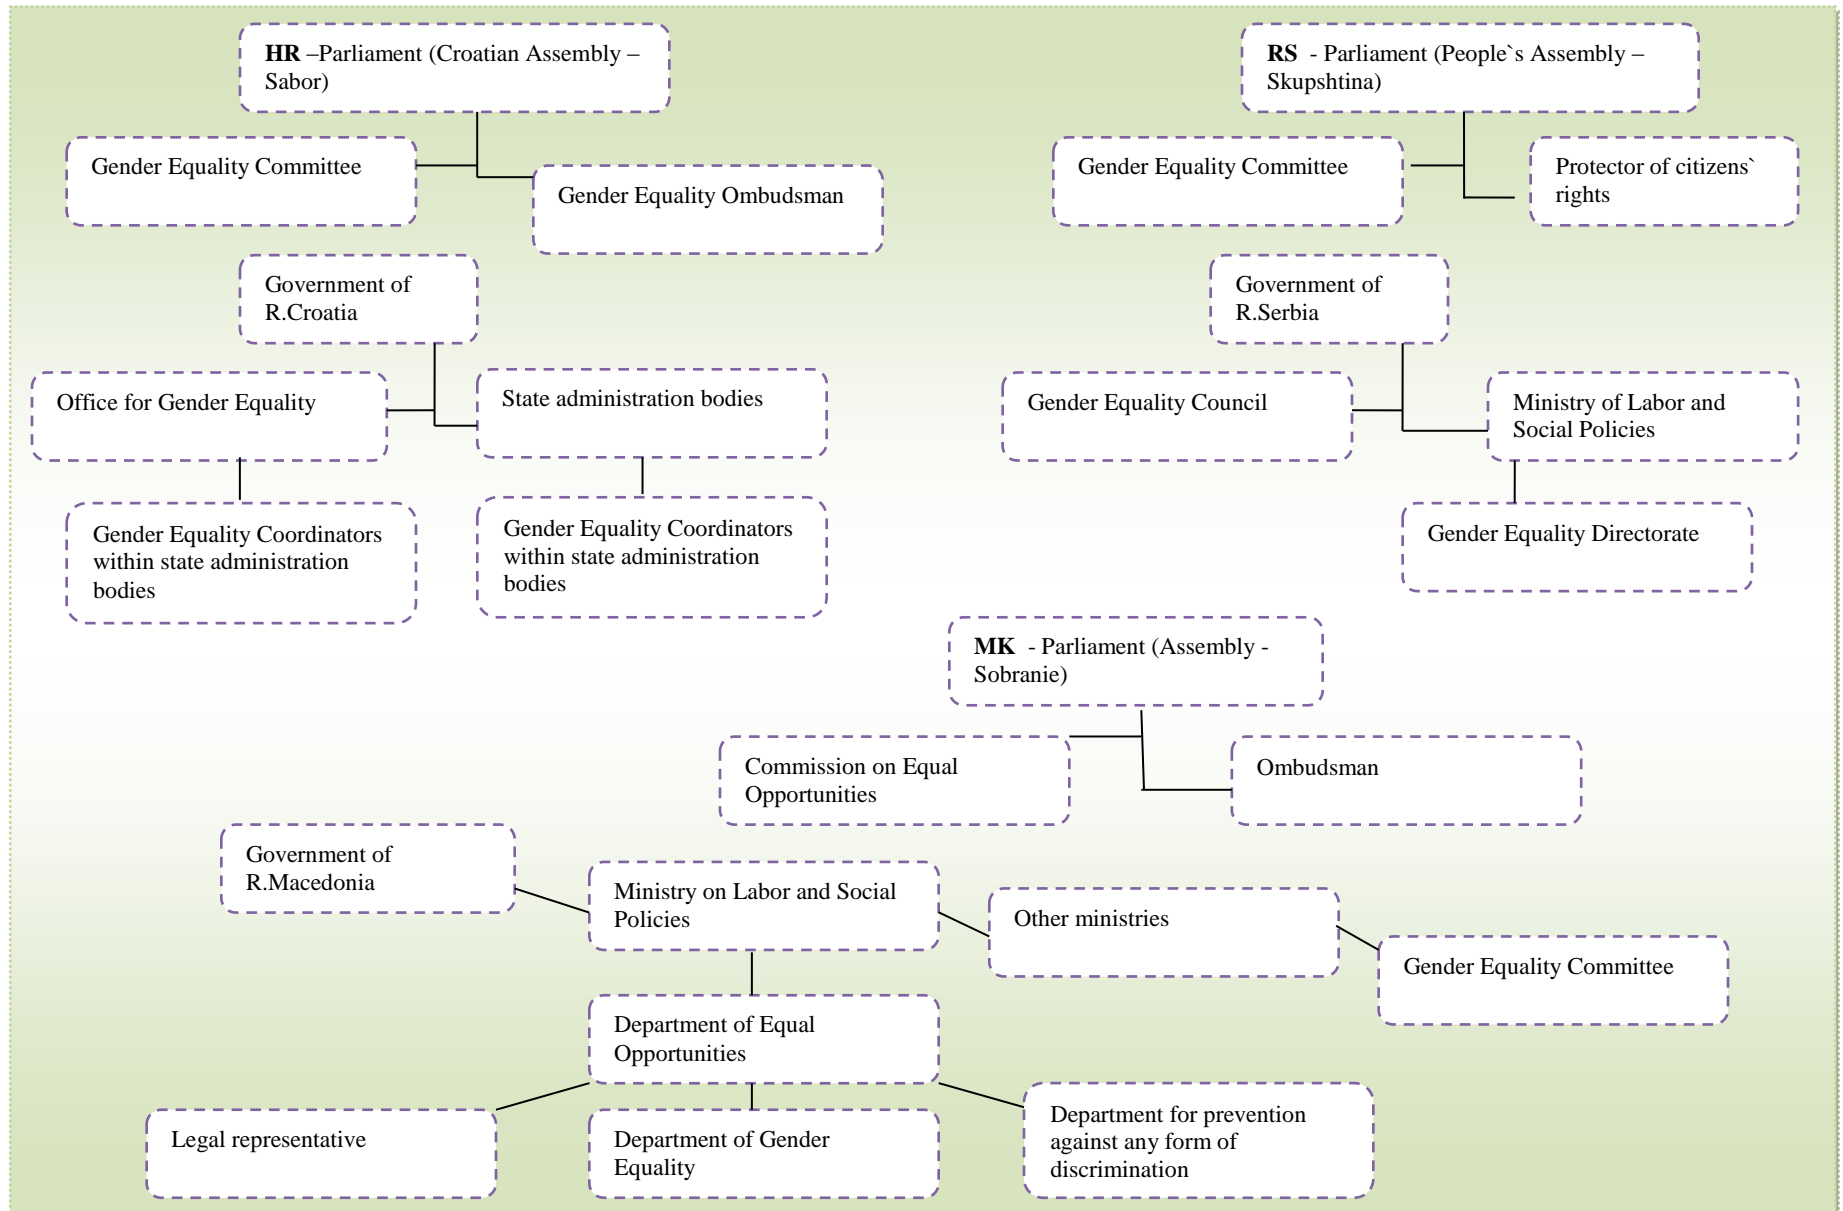 HR –Parliament (Croatian Assembly –
Sabor)
Gender Equality Committee
Gender Equality Ombudsman
Government of
R.Croatia
Office for Gender Equality
State administration bodies
Gender Equality Coordinators
within state administration
bodies
Gender Equality Coordinators
within state administration
bodies
RS - Parliament (People`s Assembly –
Skupshtina)
Gender Equality Committee
Protector of citizens`
rights
Government of
R.Serbia
Gender Equality Council
Ministry of Labor and
Social Policies
Gender Equality Directorate
MK - Parliament (Assembly -
Sobranie)
Commission on Equal
Opportunities
Ombudsman
Government of
R.Macedonia
Ministry on Labor and Social
Policies
Other ministries
Gender Equality Committee
Department of Equal
Opportunities
Legal representative
Department of Gender
Equality
Department for prevention
against any form of
discrimination